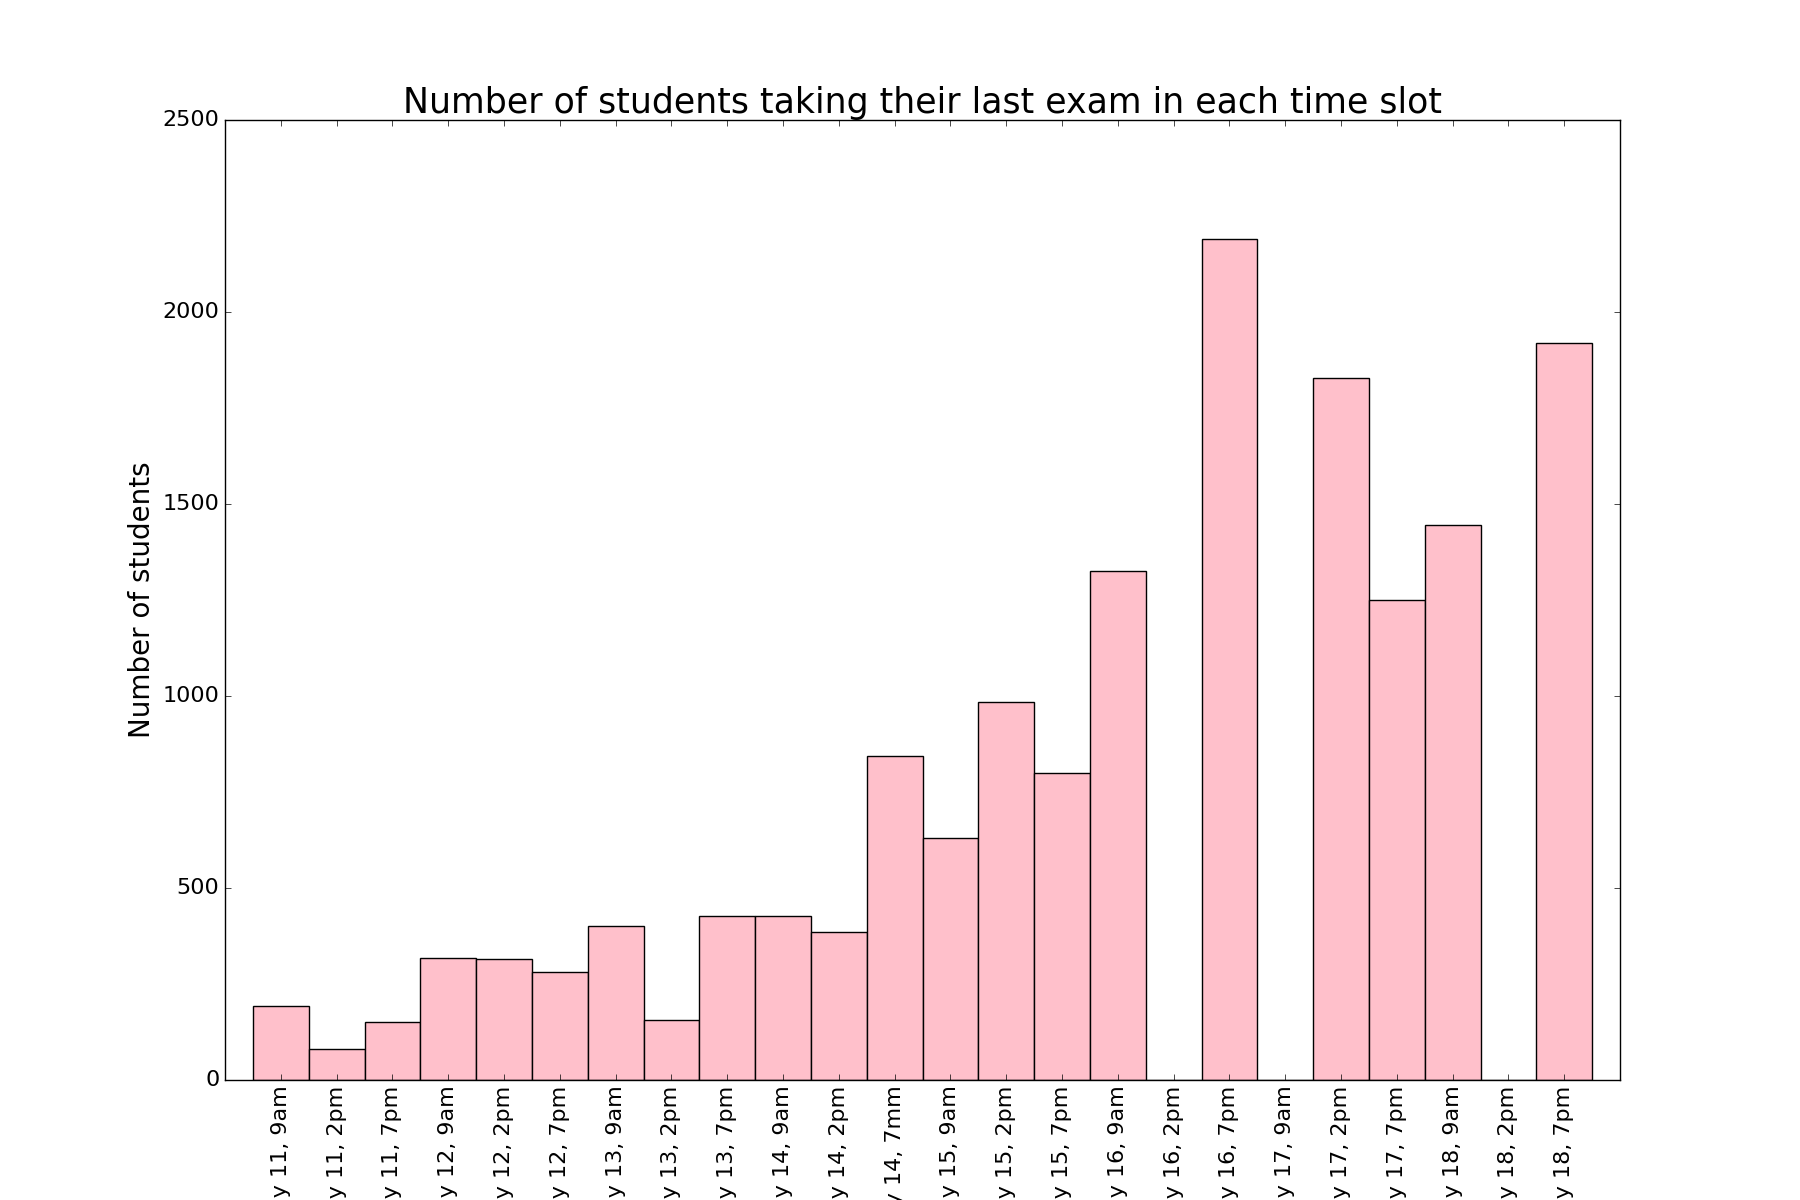 Number of students taking their last exam in each time slot
Number of students
2500
2000
1500
1000
500
0
y 11, 9am
y 11, 2pm
y 11, 7pm
y 12, 9am
y 12, 2pm
y 12, 7pm
y 13, 9am
y 13, 2pm
y 13, 7pm
y 14, 9am
y 14, 2pm
y 14, 7mm
y 15, 9am
y 15, 2pm
y 15, 7pm
y 16, 9am
y 16, 2pm
y 16, 7pm
y 17, 9am
y 17, 2pm
y 17, 7pm
y 18, 9am
y 18, 2pm
y 18, 7pm